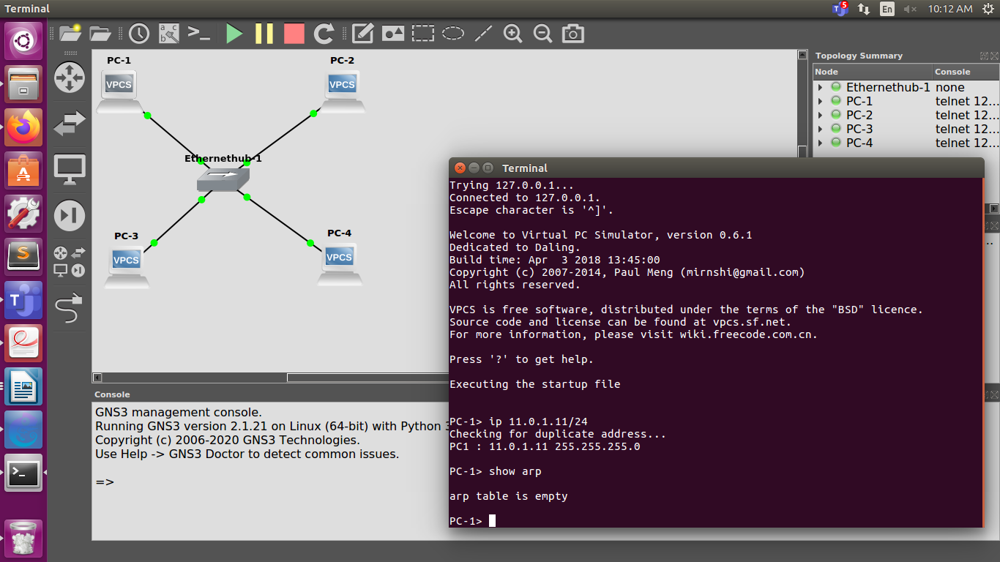 Terminal
5
En
10:12 AM
a c
b
PC-1
PC-2
VPCS
VPCS
Ethernethub-1
PC-3
PC-4
VPCS
VPCS
Topology Summary
Node Console
Ethernethub-1 none
PC-1 telnet 12...
PC-2 telnet 12...
PC-3 telnet 12...
PC-4 telnet 12...
Terminal
Trying 127.0.0.1...
Connected to 127.0.0.1.
Escape character is '^]'.
Welcome to Virtual PC Simulator, version 0.6.1
Dedicated to Daling.
Build time: Apr  3 2018 13:45:00
Copyright (c) 2007-2014, Paul Meng (mirnshi@gmail.com)
All rights reserved.
VPCS is free software, distributed under the terms of the "BSD" licence.
Source code and license can be found at vpcs.sf.net.
For more information, please visit wiki.freecode.com.cn.
Press '?' to get help.
Executing the startup file
PC-1> ip 11.0.1.11/24
Checking for duplicate address...
PC1 : 11.0.1.11 255.255.255.0
PC-1> show arp
arp table is empty
PC-1>
Console
GNS3 management console.
Running GNS3 version 2.1.21 on Linux (64-bit) with Python
Copyright (c) 2006-2020 GNS3 Technologies.
Use Help -> GNS3 Doctor to detect common issues.
=>